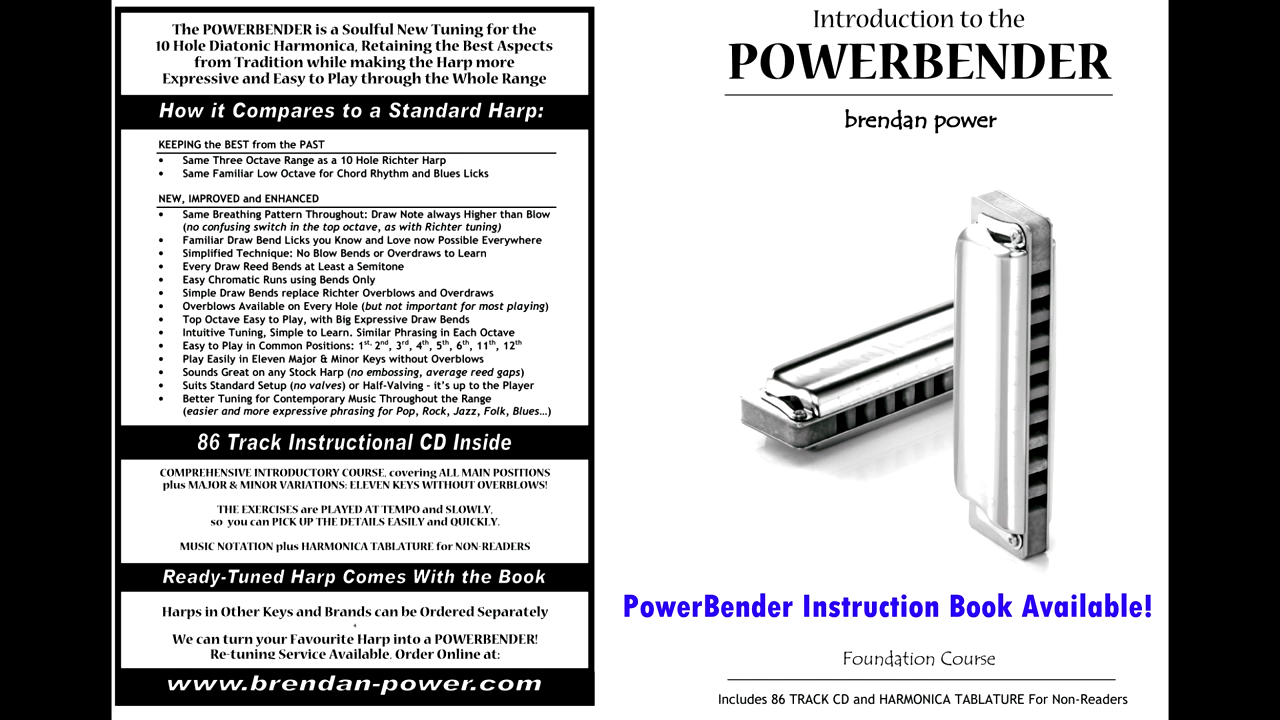 The POWERBENDER is a Soulful New Tuning for the
10 Hole Diatonic Harmonica, Retaining the Best Aspects
from Tradition while making the Harp more
Expressive and Easy to Play through the Whole Range
How it Compares to a Standard Harp:
KEEPING the BEST from the PAST
• Same Three Octave Range as a 10 Hole Richter Harp
• Same Familiar Low Octave for Chord Rhythm and Blues Licks
NEW, IMPROVED and ENHANCED
• Same Breathing Pattern Throughout: Draw Note always Higher than Blow
(no confusing switch in the top octave, as with Richter tuning)
• Familiar Draw Bend Licks you Know and Love now Possible Everywhere
• Simplified Technique: No Blow Bends or Overdraws to Learn
• Every Draw Reed Bends at Least a Semitone
• Easy Chromatic Runs using Bends Only
• Simple Draw Bends replace Richter Overblows and Overdraws
• Overblows Available on Every Hole (but not important for most playing)
• Top Octave Easy to Play, with Big Expressive Draw Bends
• Intuitive Tuning, Simple to Learn. Similar Phrasing in Each Octave
• Easy to Play in Common Positions: 1st, 2nd, 3rd, 4th, 5th, 6th, 11th, 12th
• Play Easily in Eleven Major & Minor Keys without Overblows
• Sounds Great on any Stock Harp (no embossing, average reed gaps)
• Suits Standard Setup (no valves) or Half-Valving - it's up to the Player
• Better Tuning for Contemporary Music Throughout the Range
(easier and more expressive phrasing for Pop, Rock, Jazz, Folk, Blues...)
86 Track Instructional CD Inside
COMPREHENSIVE INTRODUCTORY COURSE, covering ALL MAIN POSITIONS
plus MAJOR & MINOR VARIATIONS: ELEVEN KEYS WITHOUT OVERBLOWS!
THE EXERCISES are PLAYED AT TEMPO and SLOWLY,
so you can PICK UP THE DETAILS EASILY and QUICKLY.
MUSIC NOTATION plus HARMONICA TABLATURE for NON-READERS
Ready-Tuned Harp Comes With the Book
Harps in Other Keys and Brands can be Ordered Separately
+
We can turn your Favourite Harp into a POWERBENDER!
Re-tuning Service Available. Order Online at:
www.brendan-power.com
Introduction to the
POWERBENDER
brendan power
PowerBender Instruction Book Available!
Foundation Course
Includes 86 TRACK CD and HARMONICA TABLATURE For Non-Readers